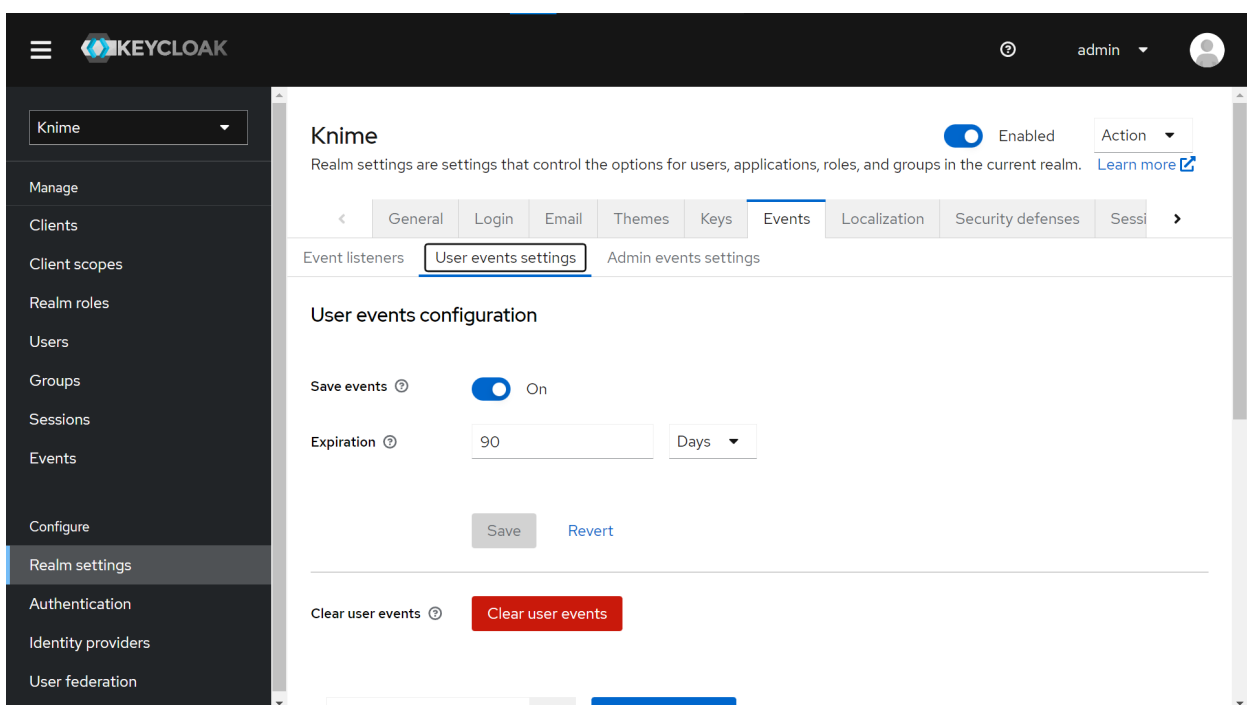 KEYCLOAK
admin
Knime
Manage
Clients
Client scopes
Realm roles
Users
Groups
Sessions
Events
Configure
Realm settings
Authentication
Identity providers
User federation
Knime
Enabled
Action
Realm settings are settings that control the options for users, applications, roles, and groups in the current realm. Learn more
General Login Email Themes Keys Events Localization Security defenses Sessi
Event listeners User events settings Admin events settings
User events configuration
Save events
On
Expiration
90
Days
Save
Revert
Clear user events
Clear user events